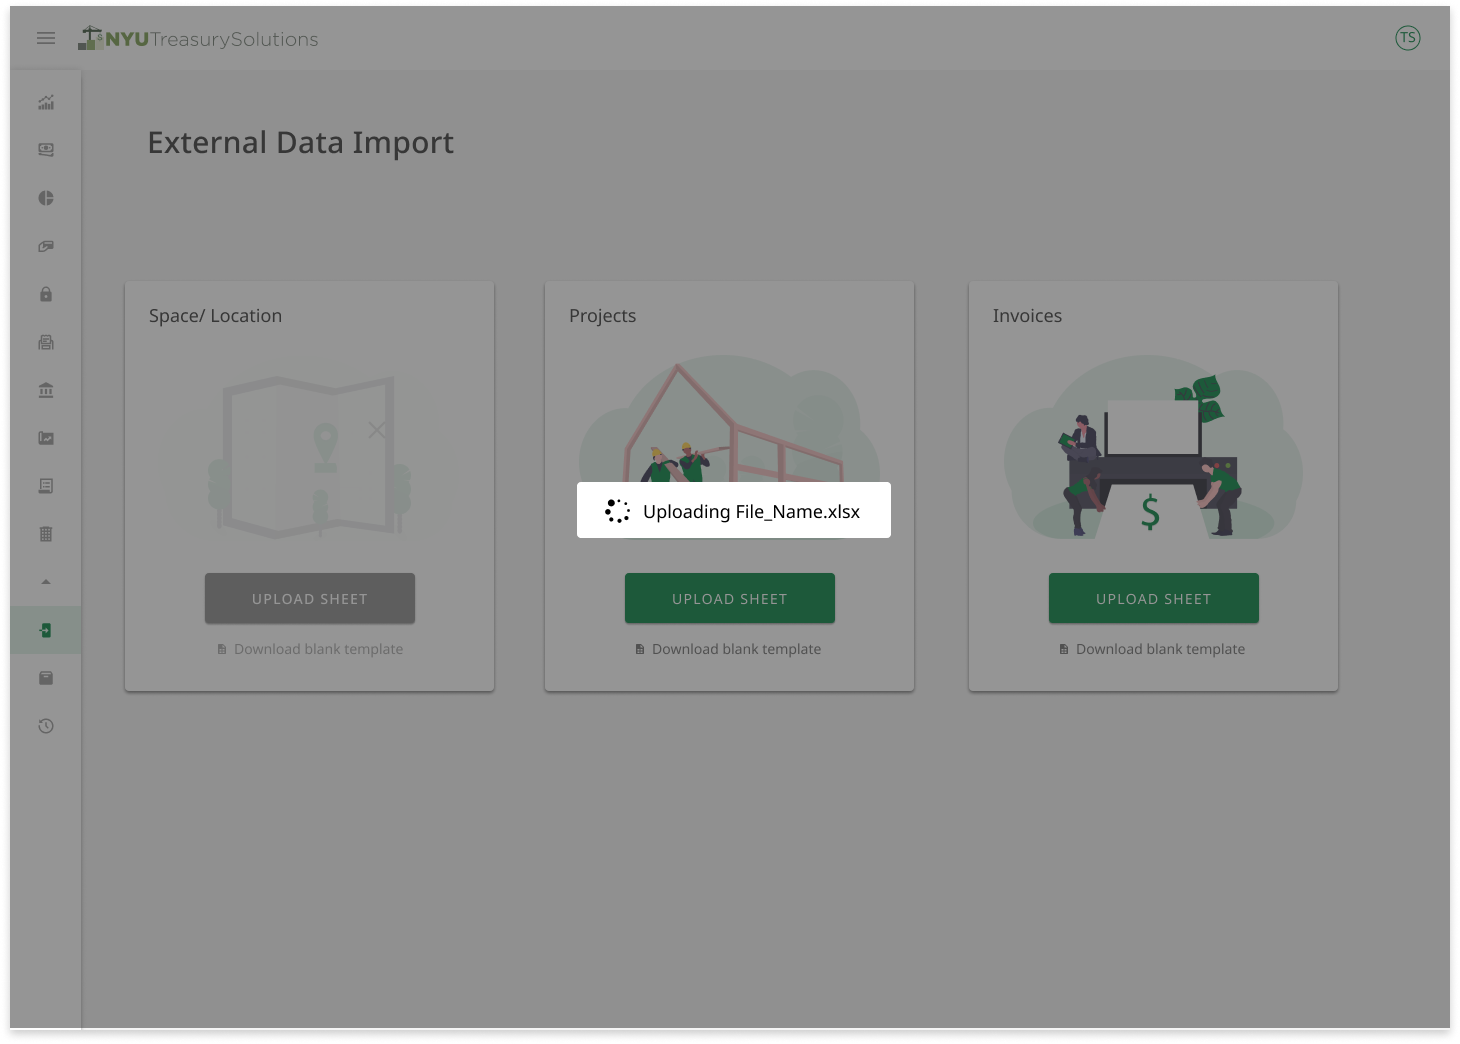 NYUTreasurySolutions
TS
External Data Import
Space/ Location
UPLOAD SHEET
Download blank template
Projects
Uploading File_Name.xlsx
UPLOAD SHEET
Download blank template
Invoices
$
UPLOAD SHEET
Download blank template